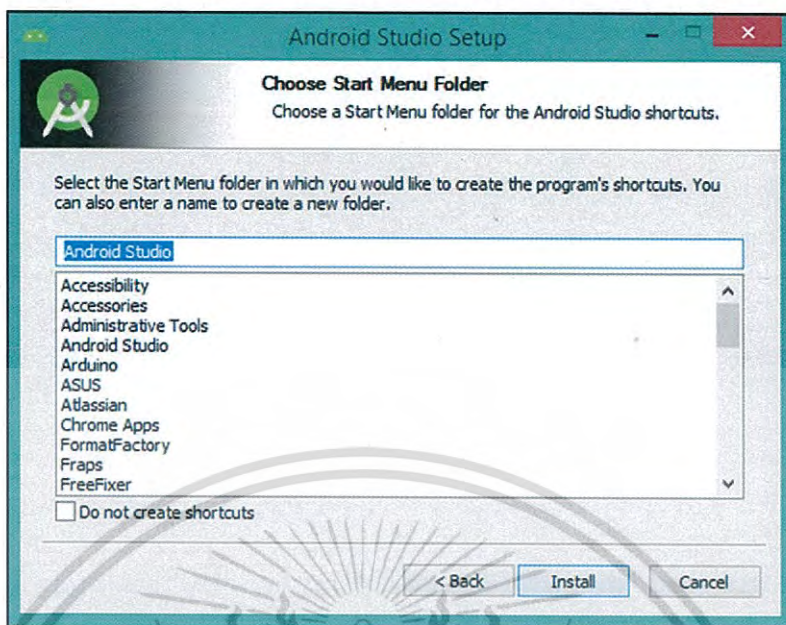 Android Studio Setup
Choose Start Menu Folder
Choose a Start Menu folder for the Android Studio shortcuts.
Select the Start Menu folder in which you would like to create the program's shortcuts. You
can also enter a name to create a new folder.
Android Studio
Accessibility
Accessories
Administrative Tools
Android Studio
Arduino
ASUS
Atlassian
Chrome Apps
FormatFactory
Fraps
FreeFixer
Do not create shortcuts
< Back
Install
Cancel